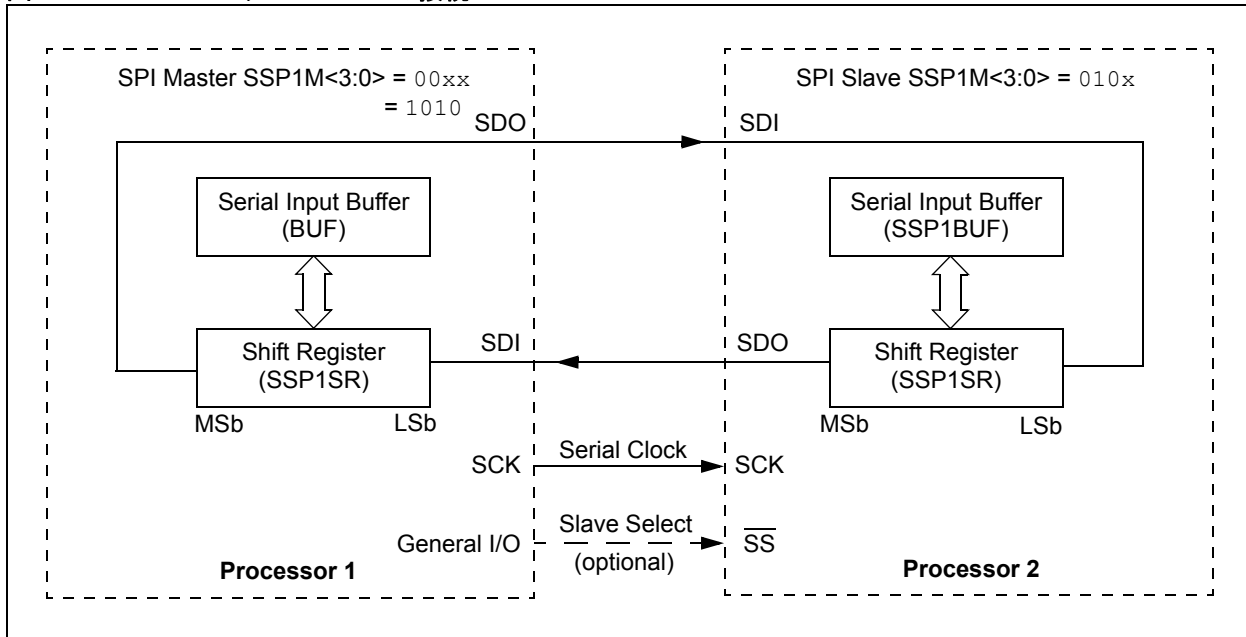 SPI Master SSP1M<3:0> = 00xx
= 1010
SPI Slave SSP1M<3:0> = 010x
SDO
SDI
Serial Input Buffer
(BUF)
Serial Input Buffer
(SSP1BUF)
SDI
SDO
Shift Register
(SSP1SR)
Shift Register
(SSP1SR)
MSb
LSb
MSb
LSb
SCK
Serial Clock
SCK
General I/O
Slave Select
(optional)
SS
Processor 1
Processor 2